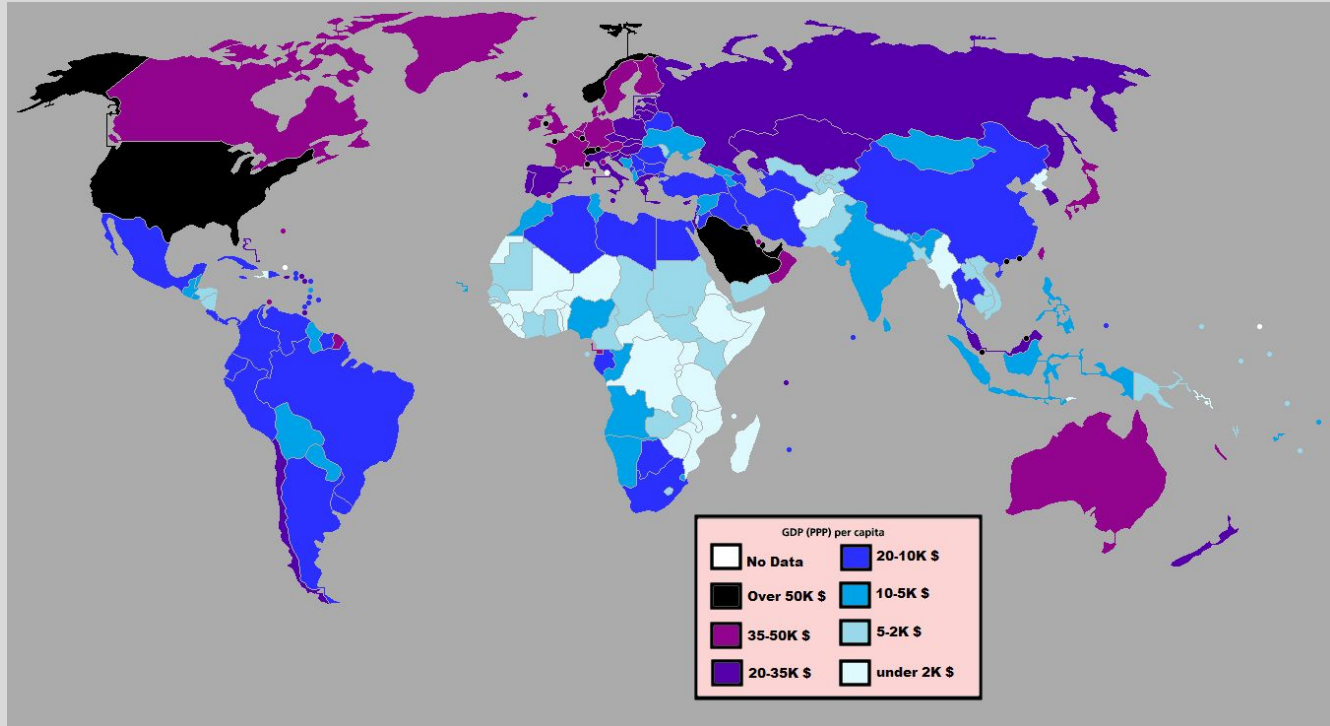 GDP (PPP) per capita
No Data
Over 50K $
35-50K $
20-35K $
20-10K $
10-5K $
5-2K $
under 2K $